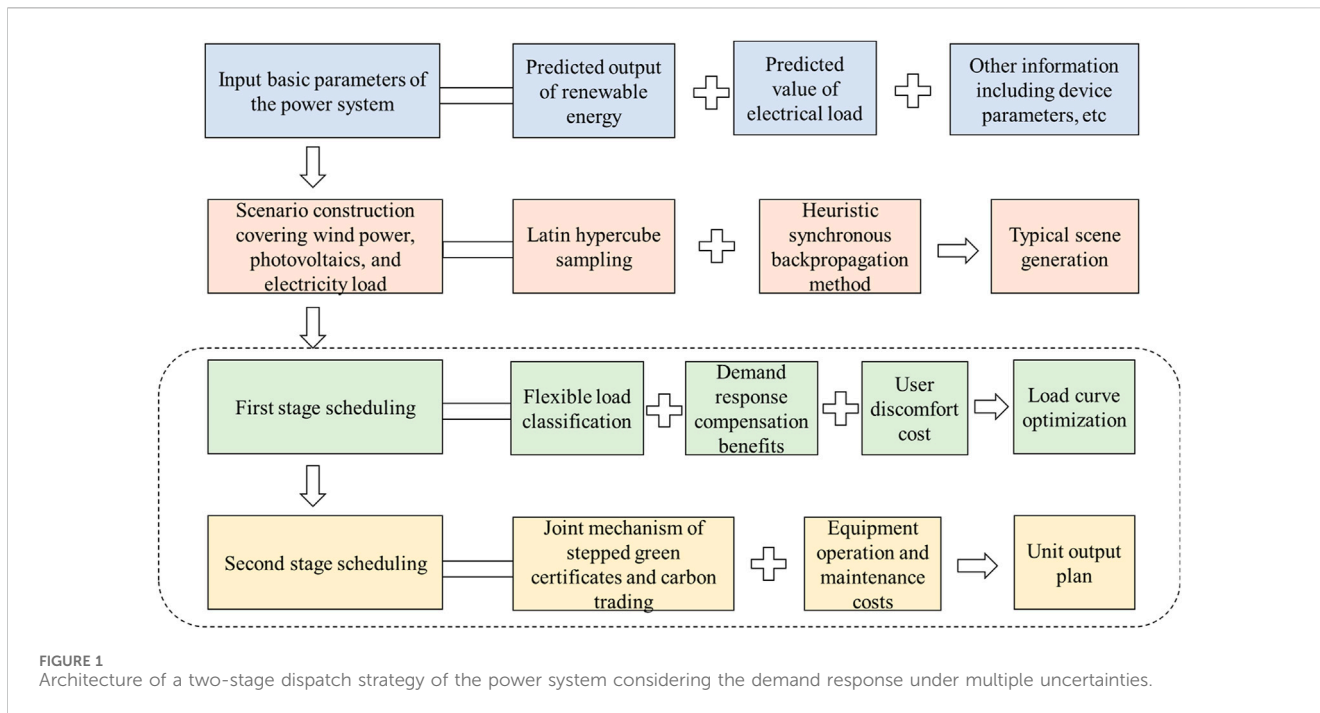 Input basic parameters of
the power system
Predicted output
of renewable
energy
Predicted
value of
electrical load
Other information
including device
parameters, etc
Scenario construction
covering wind power,
photovoltaics, and
electricity load
Latin hypercube
sampling
Heuristic
synchronous
backpropagation
method
Typical scene
generation
First stage scheduling
Flexible load
classification
Demand
response
compensation
benefits
User
discomfort
cost
Load curve
optimization
Second stage scheduling
Joint mechanism of
stepped green
certificates and carbon
trading
Equipment
operation and
maintenance
costs
Unit output
plan
FIGURE 1
Architecture of a two-stage dispatch strategy of the power system considering the demand response under multiple uncertainties.